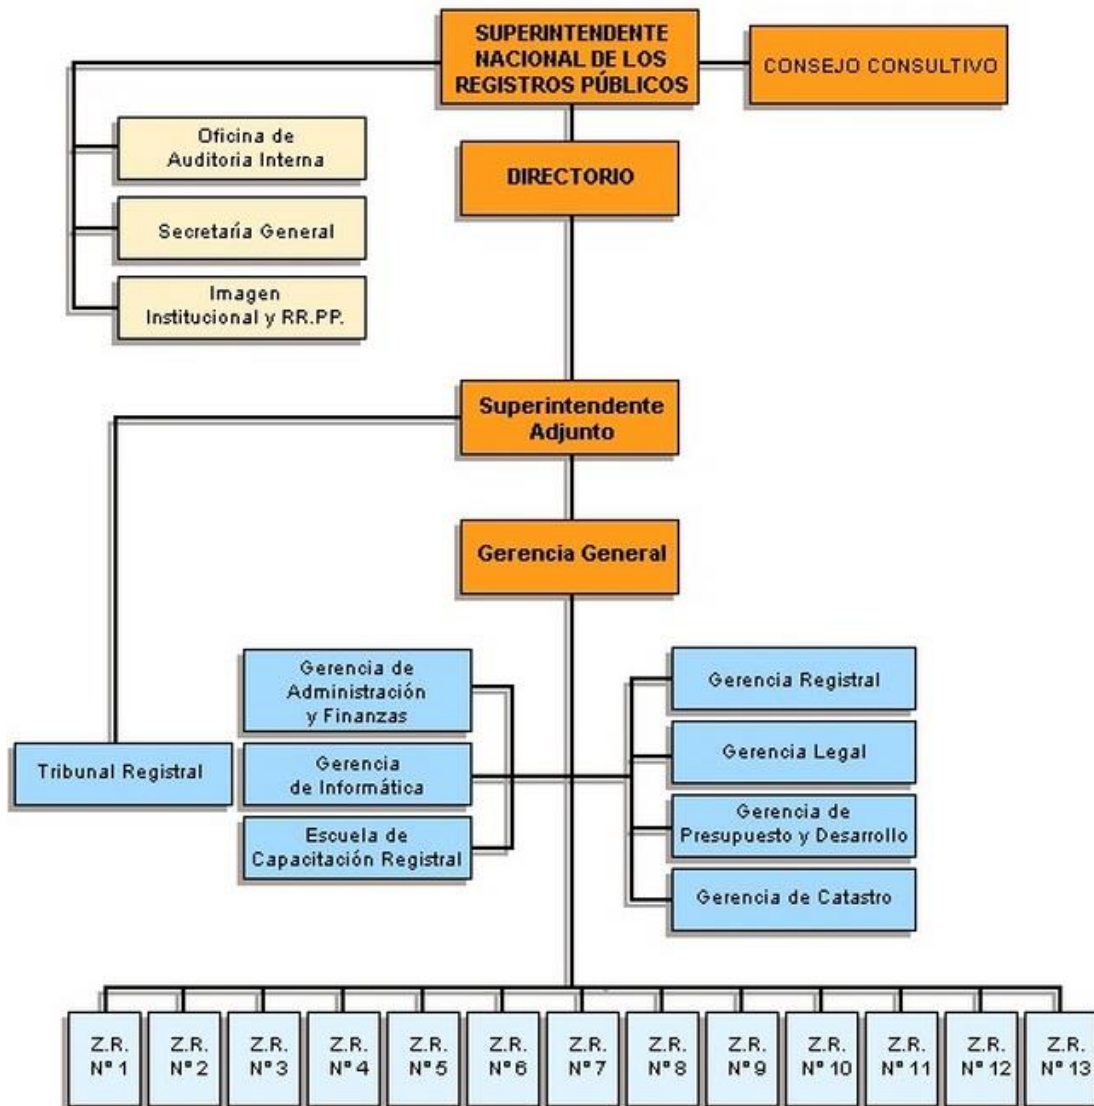 SUPERINTENDENTE
NACIONAL DE LOS
REGISTROS PÚBLICOS
CONSEJO CONSULTIVO
Oficina de
Auditoria Interna
DIRECTORIO
Secretaría General
Imagen
Institucional y RR.PP.
Superintendente
Adjunto
Gerencia General
Gerencia de
Administración
y Finanzas
Gerencia Registral
Tribunal Registral
Gerencia
de Informática
Gerencia Legal
Escuela de
Capacitación Registral
Gerencia de
Presupuesto y Desarrollo
Gerencia de Catastro
Z.R.
Nº 1
Z.R.
Nº 2
Z.R.
Nº 3
Z.R.
Nº 4
Z.R.
Nº 5
Z.R.
Nº 6
Z.R.
Nº 7
Z.R.
Nº 8
Z.R.
Nº 9
Z.R.
Nº 10
Z.R.
Nº 11
Z.R.
Nº 12
Z.R.
Nº 13